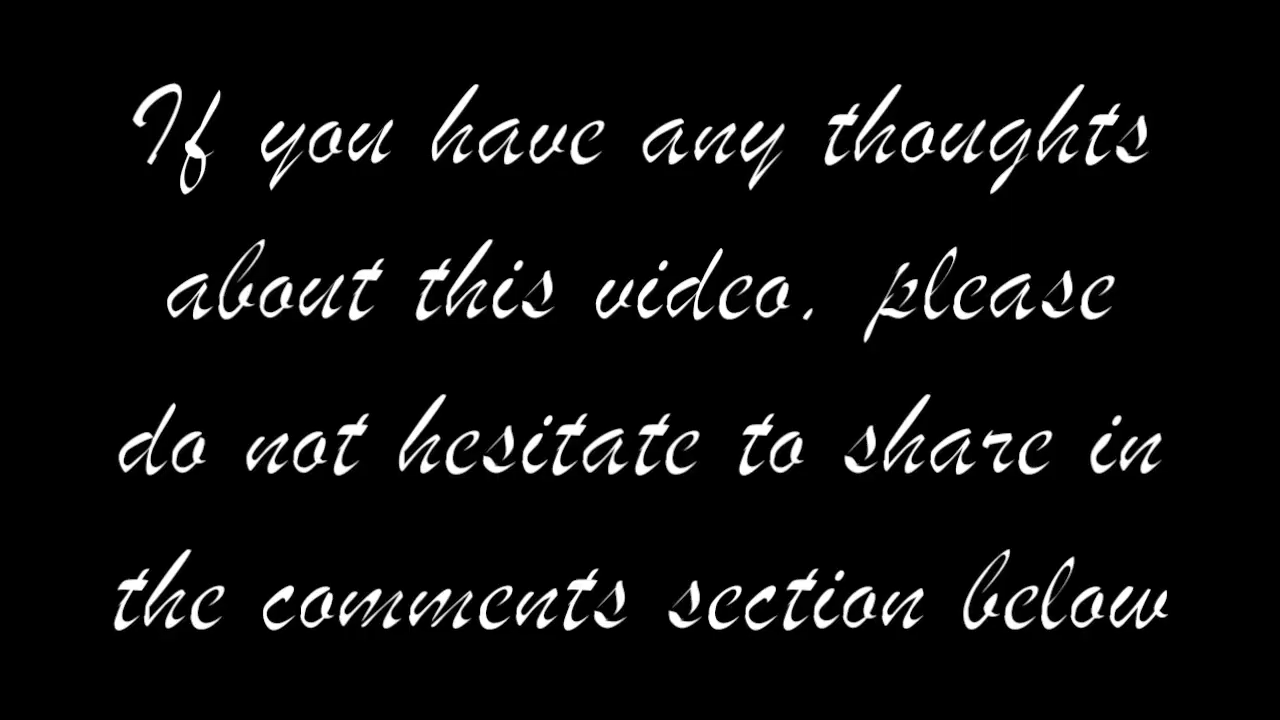 If you have any thoughts
about this video, please
do not hesitate to share in
the comments section below